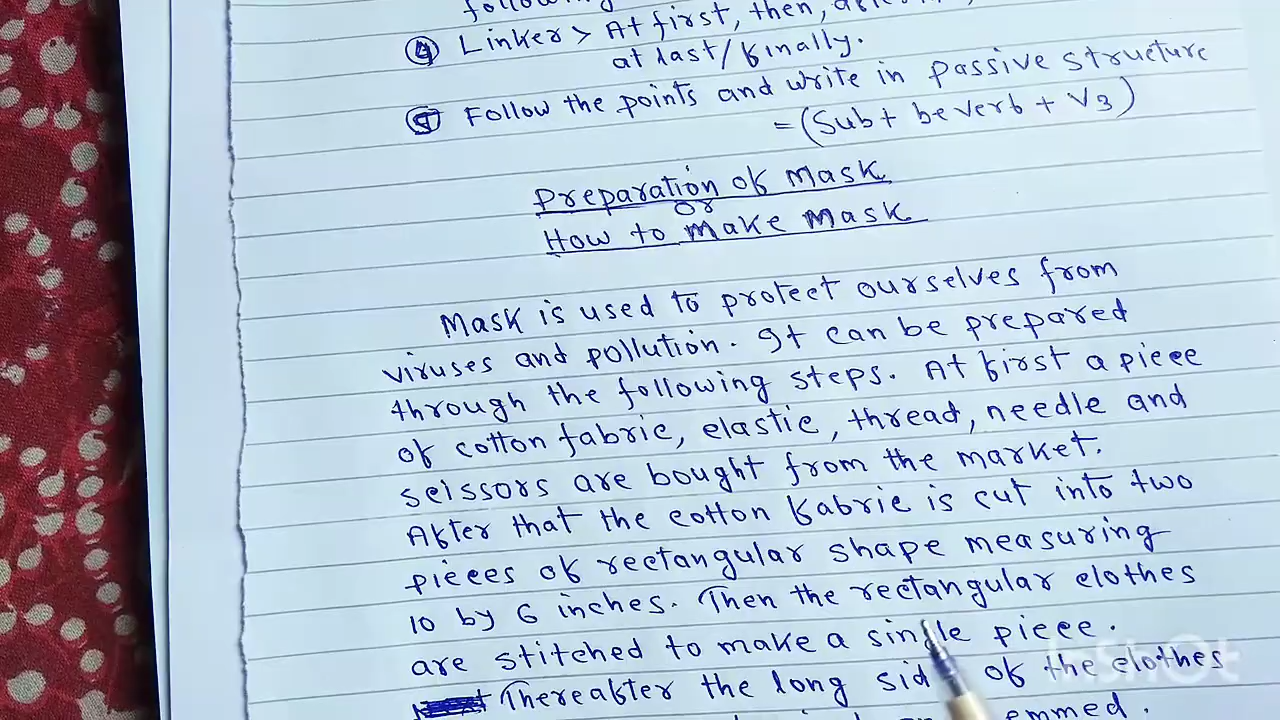 ④ Linker > At first, then,
at last/finally.
⑤ Follow the points and write in passive structure
= (Sub + be verb + V3)
Preparation of Mask
or
How to Make Mask
Mask is used to protect ourselves from
viruses and pollution. It can be prepared
through the following steps. At first a piece
of cotton fabric, elastic, thread, needle and
scissors are bought from the market.
After that the cotton fabric is cut into two
pieces of rectangular shape measuring
10 by 6 inches. Then the rectangular clothes
are stitched to make a single piece.
Thereafter the long side of the clothes
InShOt